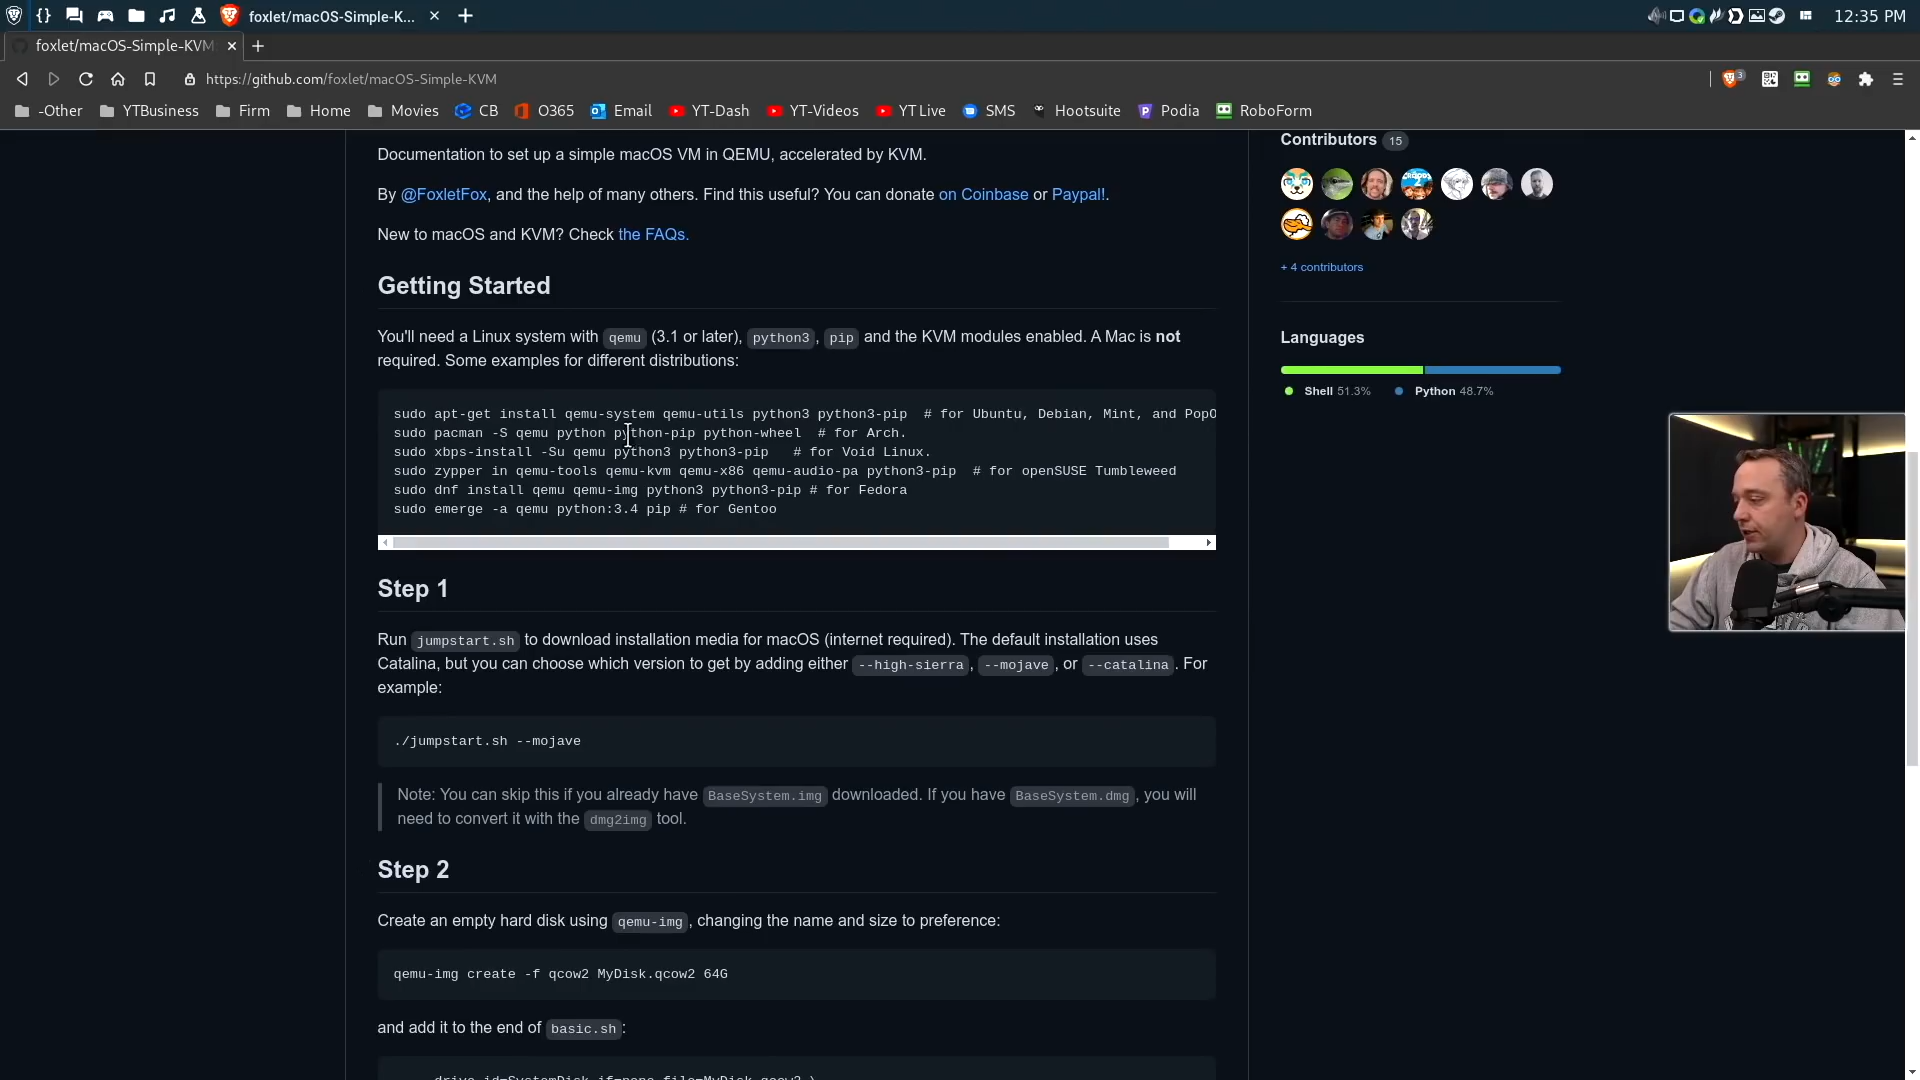 foxlet/macOS-Simple-K...
12:35 PM
foxlet/macOS-Simple-KVM
https://github.com/foxlet/macOS-Simple-KVM
3
-Other
YTBusiness
Firm
Home
Movies
CB
O365
Email
YT-Dash
YT-Videos
YT Live
SMS
Hootsuite
Podia
RoboForm
Documentation to set up a simple macOS VM in QEMU, accelerated by KVM.
By @FoxletFox, and the help of many others. Find this useful? You can donate on Coinbase or Paypal!.
New to macOS and KVM? Check the FAQs.
Getting Started
You'll need a Linux system with qemu (3.1 or later), python3, pip and the KVM modules enabled. A Mac is not
required. Some examples for different distributions:
sudo apt-get install qemu-system qemu-utils python3 python3-pip  # for Ubuntu, Debian, Mint, and PopO
sudo pacman -S qemu python python-pip python-wheel  # for Arch.
sudo xbps-install -Su qemu python3 python3-pip   # for Void Linux.
sudo zypper in qemu-tools qemu-kvm qemu-x86 qemu-audio-pa python3-pip  # for openSUSE Tumbleweed
sudo dnf install qemu qemu-img python3 python3-pip # for Fedora
sudo emerge -a qemu python:3.4 pip # for Gentoo
Step 1
Run jumpstart.sh to download installation media for macOS (internet required). The default installation uses
Catalina, but you can choose which version to get by adding either --high-sierra, --mojave, or --catalina. For
example:
./jumpstart.sh --mojave
Note: You can skip this if you already have BaseSystem.img downloaded. If you have BaseSystem.dmg, you will
need to convert it with the dmg2img tool.
Step 2
Create an empty hard disk using qemu-img, changing the name and size to preference:
qemu-img create -f qcow2 MyDisk.qcow2 64G
and add it to the end of basic.sh:
-drive id=SystemDisk,if=none,file=MyDisk.qcow2 \
Contributors 15
+ 4 contributors
Languages
Shell 51.3%
Python 48.7%